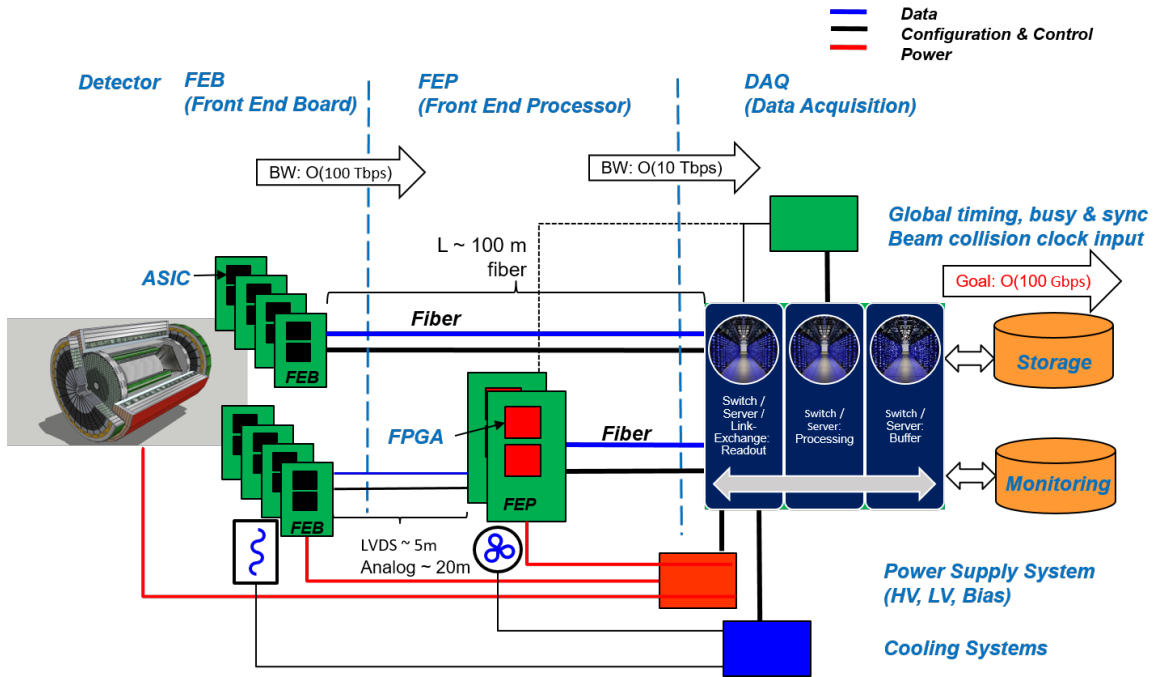 Data
Configuration & Control
Power
Detector
FEB
(Front End Board)
FEP
(Front End Processor)
DAQ
(Data Acquisition)
BW: O(100 Tbps)
BW: O(10 Tbps)
Global timing, busy & sync
Beam collision clock input
L ~ 100 m
fiber
ASIC
Goal: O(100 Gbps)
Fiber
FEB
Storage
Switch /
Server /
Link-
Exchange:
Readout
Switch /
Server:
Processing
Switch /
Server:
Buffer
FPGA
Fiber
Monitoring
FEP
FEB
LVDS ~ 5m
Analog ~ 20m
Power Supply System
(HV, LV, Bias)
Cooling Systems